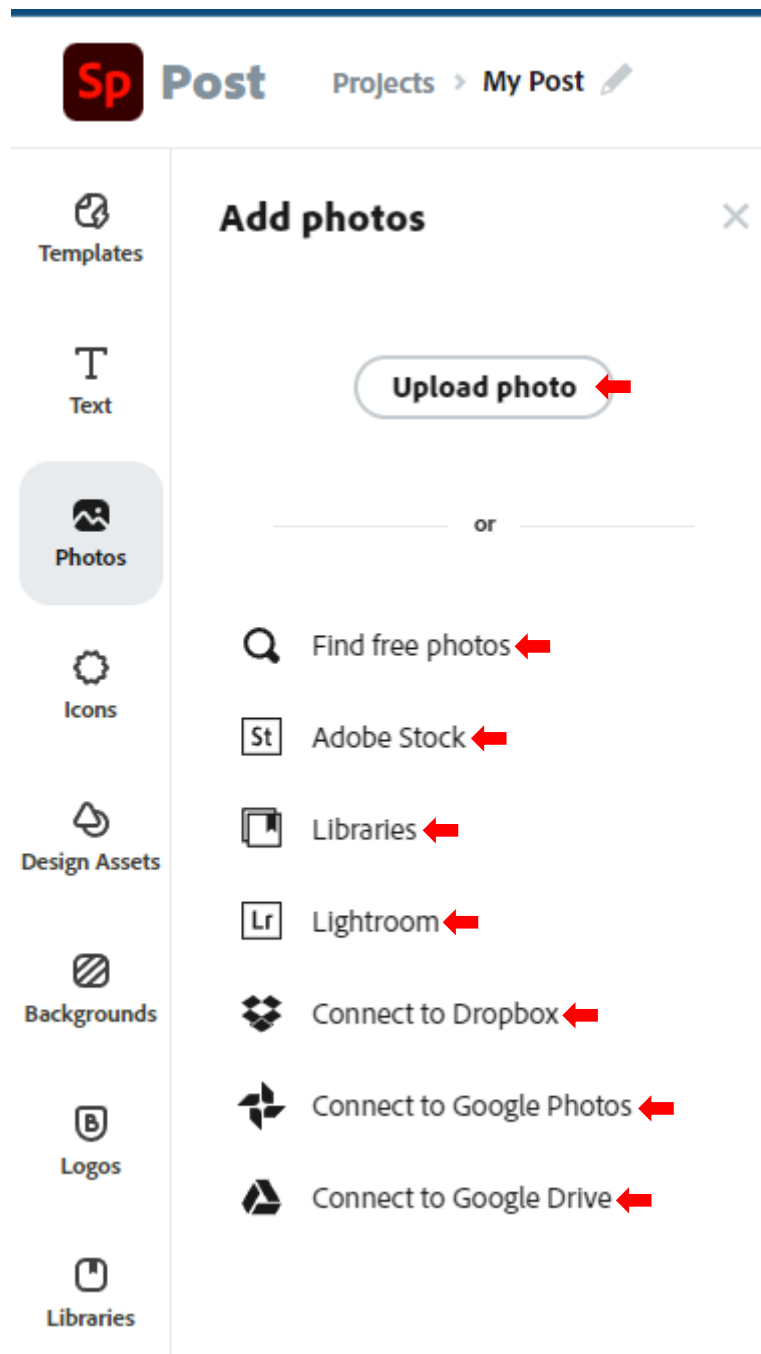 Sp Post Projects > My Post
Templates
Text
Photos
Icons
Design Assets
Backgrounds
B
Logos
Libraries
Add photos
Upload photo
or
Find free photos
St Adobe Stock
Libraries
Lr Lightroom
Connect to Dropbox
Connect to Google Photos
Connect to Google Drive